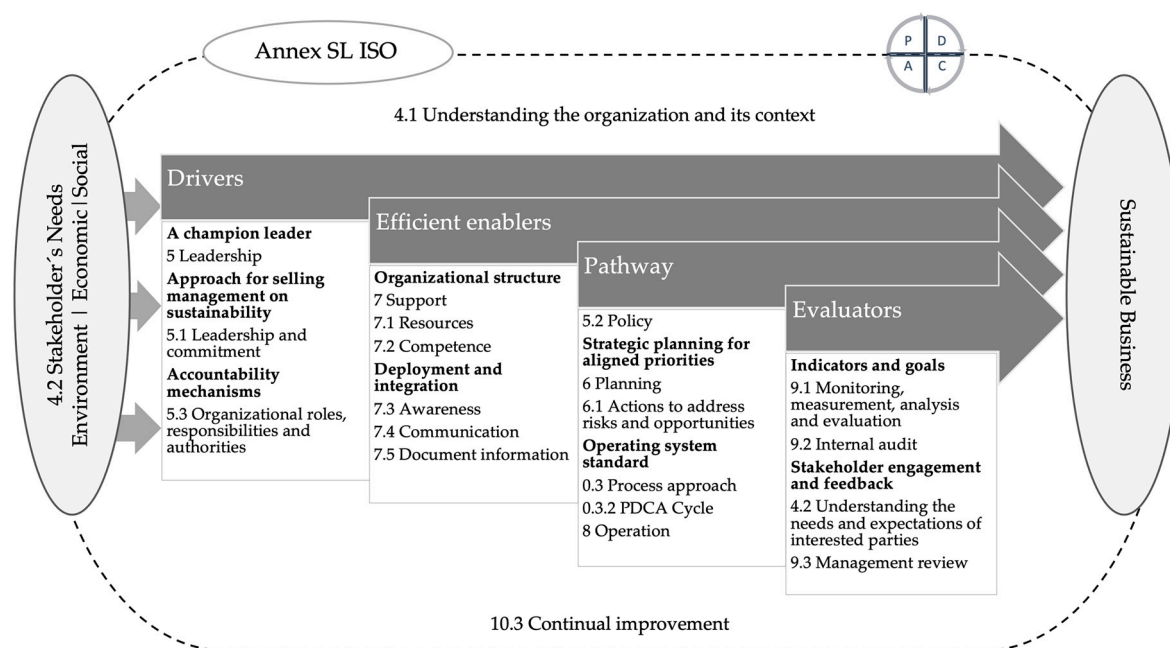 Annex SL ISO
P D
A C
4.1 Understanding the organization and its context
4.2 Stakeholder´s Needs
Environment | Economic|Social
Drivers
A champion leader
5 Leadership
Approach for selling
management on
sustainability
5.1 Leadership and
commitment
Accountability
mechanisms
5.3 Organizational roles,
responsibilities and
authorities
Efficient enablers
Organizational structure
7 Support
7.1 Resources
7.2 Competence
Deployment and
integration
7.3 Awareness
7.4 Communication
7.5 Document information
Pathway
5.2 Policy
Strategic planning for
aligned priorities
6 Planning
6.1 Actions to address
risks and opportunities
Operating system
standard
0.3 Process approach
0.3.2 PDCA Cycle
8 Operation
Evaluators
Indicators and goals
9.1 Monitoring,
measurement, analysis
and evaluation
9.2 Internal audit
Stakeholder engagement
and feedback
4.2 Understanding the
needs and expectations of
interested parties
9.3 Management review
Sustainable Business
10.3 Continual improvement